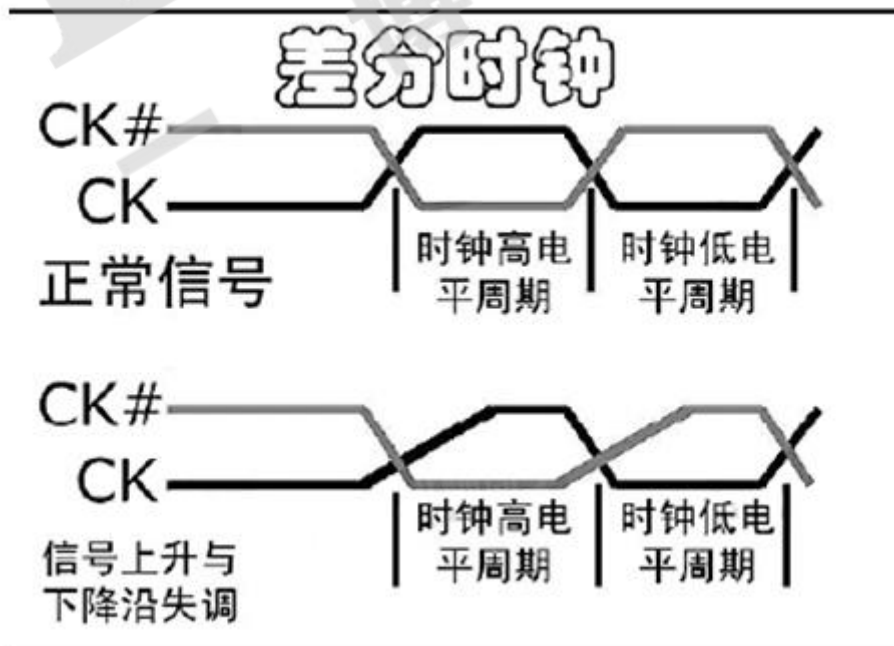 差分时钟
CK#
CK
正常信号
时钟高电
平周期
时钟低电
平周期
CK#
CK
信号上升与
下降沿失调
时钟高电
平周期
时钟低电
平周期